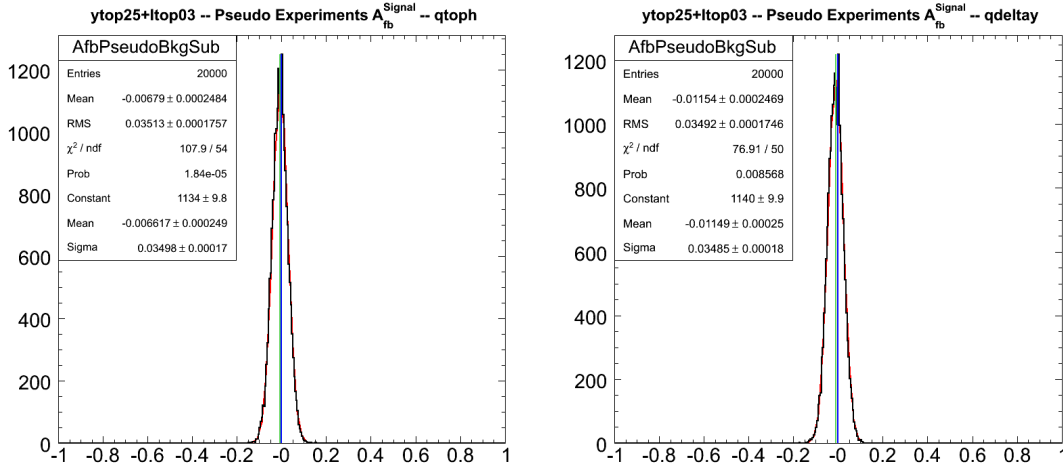 ytop25+ltop03 -- Pseudo Experiments A_fb^Signal -- qtoph
AfbPseudoBkgSub
Entries 20000
Mean -0.00679 ± 0.0002484
RMS 0.03513 ± 0.0001757
χ² / ndf 107.9 / 54
Prob 1.84e-05
Constant 1134 ± 9.8
Mean -0.006617 ± 0.000249
Sigma 0.03498 ± 0.00017
1200
1000
800
600
400
200
0
-1 -0.8 -0.6 -0.4 -0.2 -0 0.2 0.4 0.6 0.8 1
ytop25+ltop03 -- Pseudo Experiments A_fb^Signal -- qdeltay
AfbPseudoBkgSub
Entries 20000
Mean -0.01154 ± 0.0002469
RMS 0.03492 ± 0.0001746
χ² / ndf 76.91 / 50
Prob 0.008568
Constant 1140 ± 9.9
Mean -0.01149 ± 0.00025
Sigma 0.03485 ± 0.00018
1200
1000
800
600
400
200
0
-1 -0.8 -0.6 -0.4 -0.2 -0 0.2 0.4 0.6 0.8